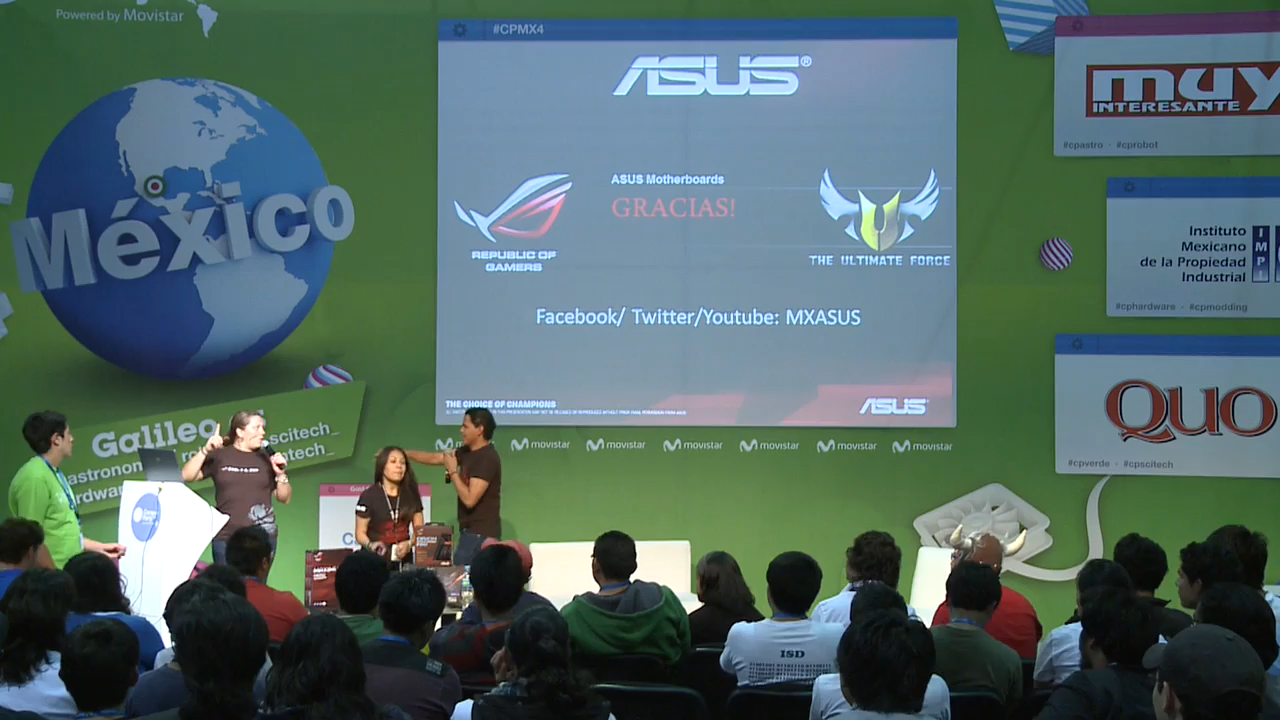 Powered by Movistar
México
Galileo
#CPMX4
ASUS®
ASUS Motherboards
GRACIAS!
REPUBLIC OF
GAMERS
THE ULTIMATE FORCE
Facebook/ Twitter/Youtube: MXASUS
THE CHOICE OF CHAMPIONS
ASUS
movistar
movistar
movistar
movistar
movistar
movistar
muy
INTERESANTE
#cpastro · #cprobot
Instituto
Mexicano
de la Propiedad
Industrial
IMPI
#cphardware · #cpmodding
QUO
#cpverde · #cpscitech
ISD